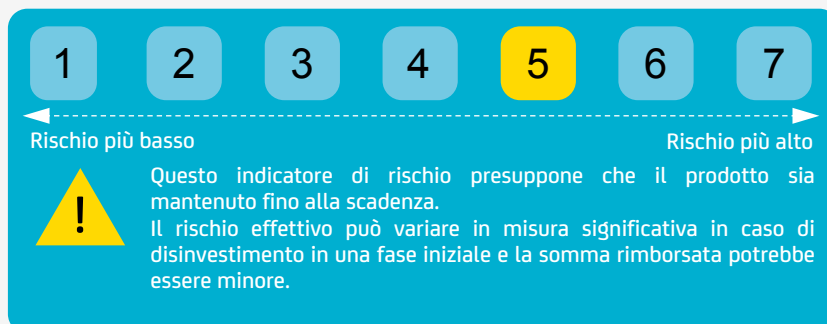 1 2 3 4 5 6 7
Rischio più basso Rischio più alto
!
Questo indicatore di rischio presuppone che il prodotto sia
mantenuto fino alla scadenza.
Il rischio effettivo può variare in misura significativa in caso di
disinvestimento in una fase iniziale e la somma rimborsata potrebbe
essere minore.